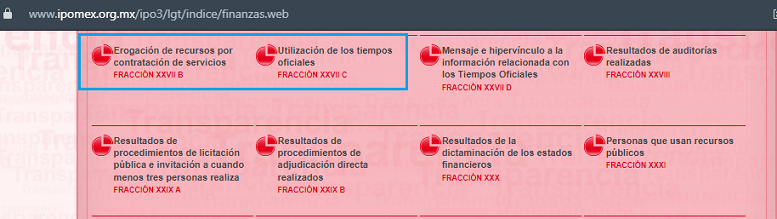 www.ipomex.org.mx/ipo3/lgt/indice/finanzas.web
Erogación de recursos por
contratación de servicios
FRACCIÓN XXVII B
Utilización de los tiempos
oficiales
FRACCIÓN XXVII C
Mensaje e hipervínculo a la
información relacionada con
los Tiempos Oficiales
FRACCIÓN XXVII D
Resultados de auditorías
realizadas
FRACCIÓN XXVIII
Resultados de
procedimientos de licitación
pública e invitación a cuando
menos tres personas realiza
FRACCIÓN XXIX A
Resultados de
procedimientos de
adjudicación directa
realizados
FRACCIÓN XXIX B
Resultados de la
dictaminación de los estados
financieros
FRACCIÓN XXX
Personas que usan recursos
públicos
FRACCIÓN XXXI